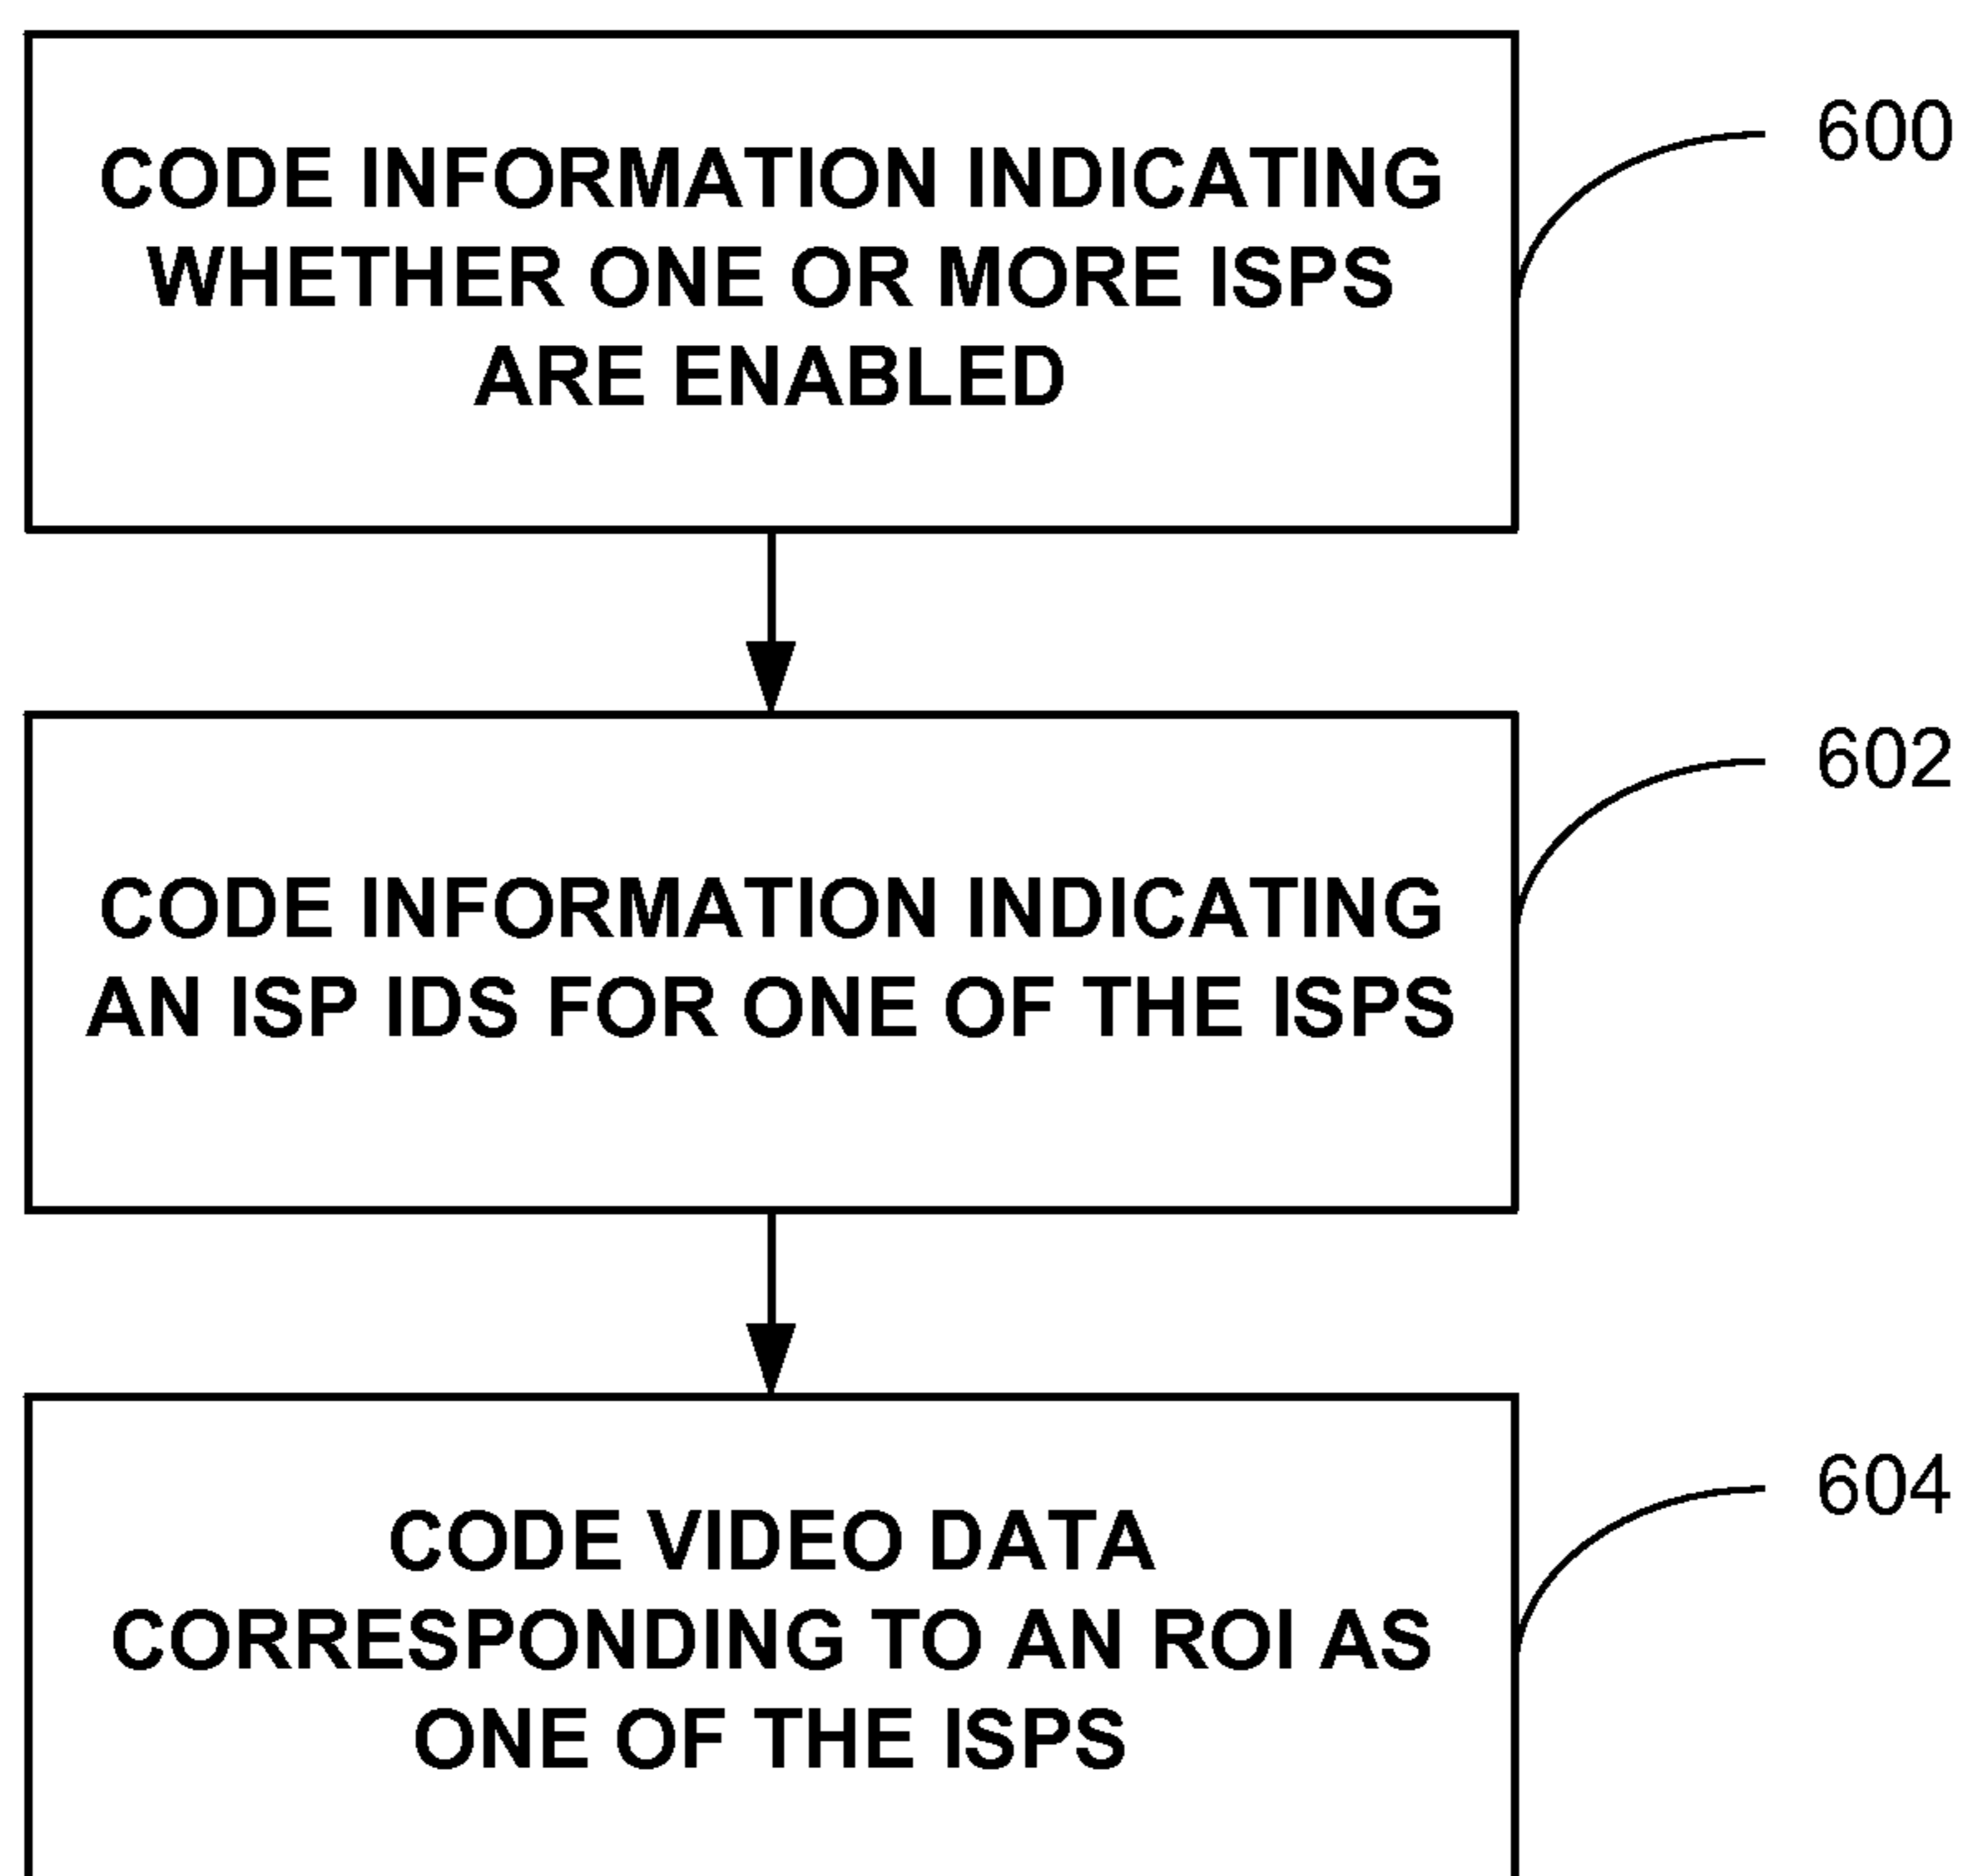 CODE INFORMATION INDICATING
WHETHER ONE OR MORE ISPS
ARE ENABLED
600
CODE INFORMATION INDICATING
AN ISP IDS FOR ONE OF THE ISPS
602
CODE VIDEO DATA
CORRESPONDING TO AN ROI AS
ONE OF THE ISPS
604